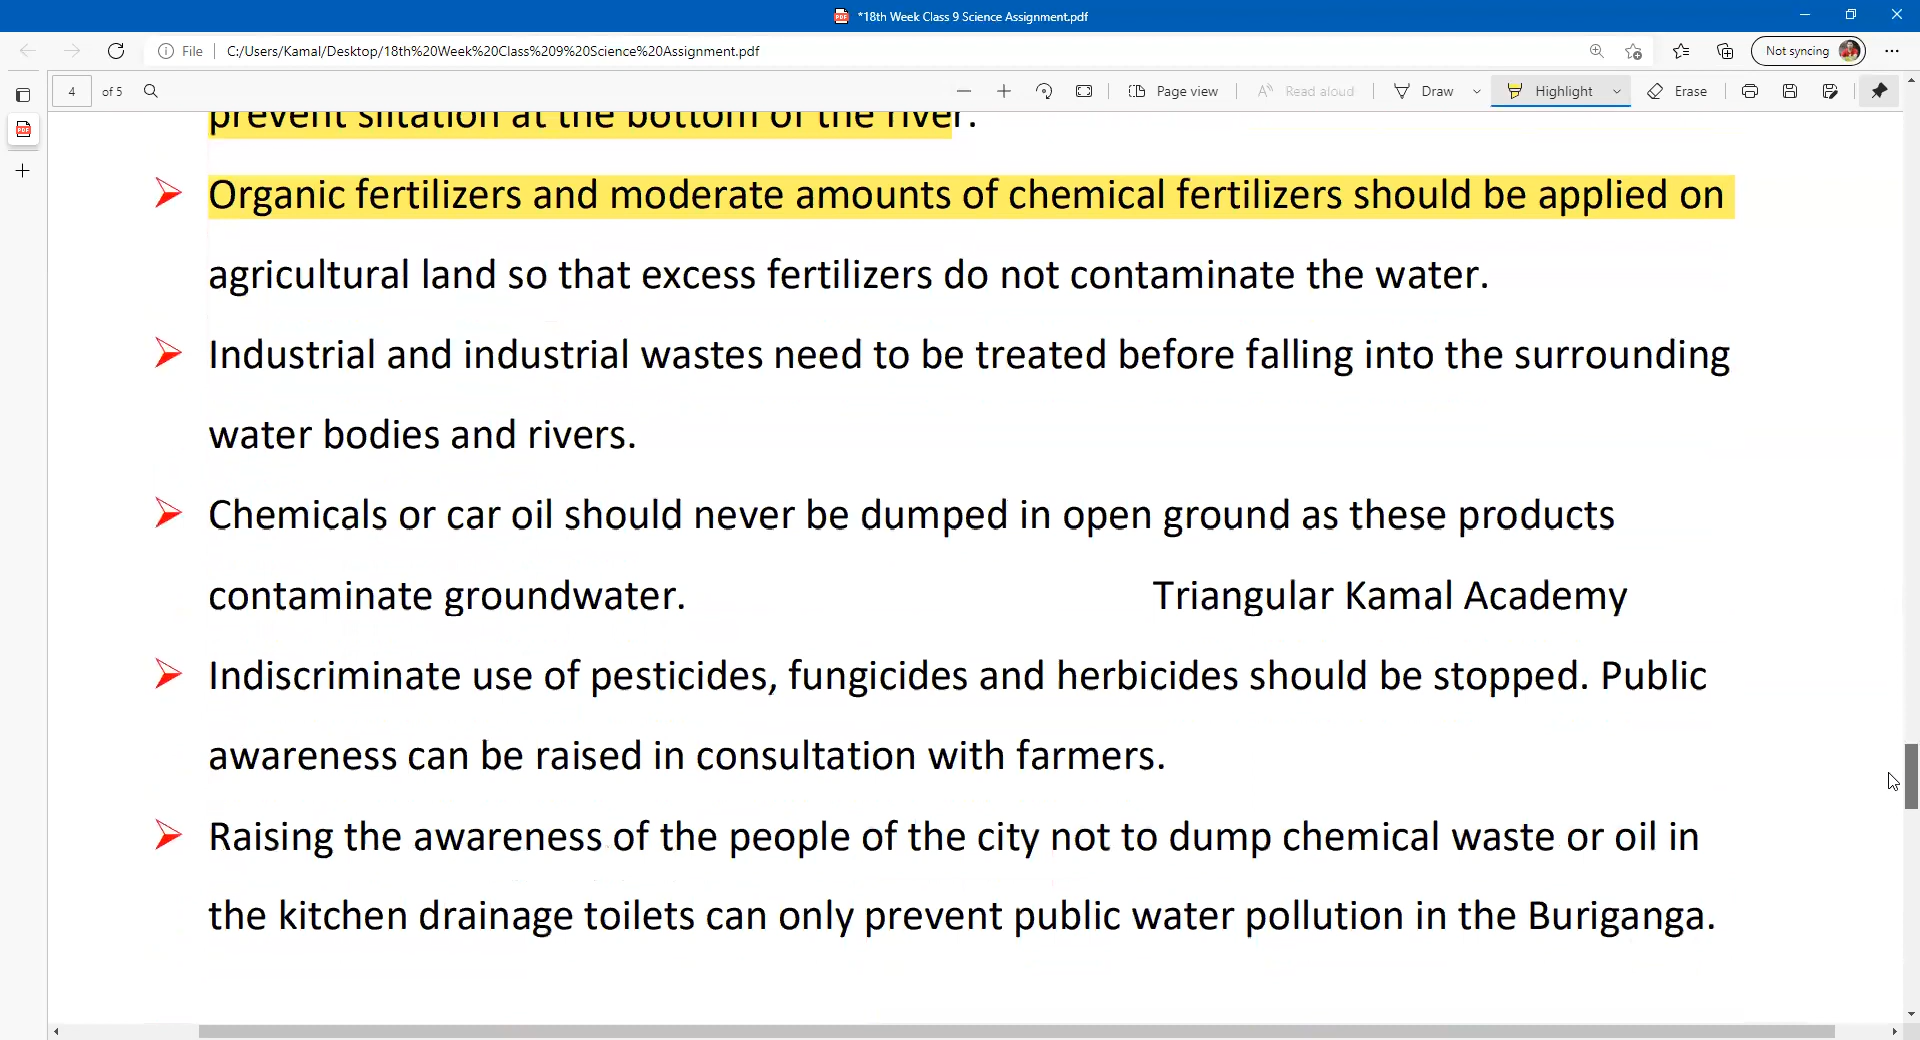 *18th Week Class 9 Science Assignment.pdf
File
C:/Users/Kamal/Desktop/18th%20Week%20Class%209%20Science%20Assignment.pdf
Not syncing
4 of 5
Page view
Read aloud
Draw
Highlight
Erase
prevent siltation at the bottom of the river.
Organic fertilizers and moderate amounts of chemical fertilizers should be applied on
agricultural land so that excess fertilizers do not contaminate the water.
Industrial and industrial wastes need to be treated before falling into the surrounding
water bodies and rivers.
Chemicals or car oil should never be dumped in open ground as these products
contaminate groundwater. Triangular Kamal Academy
Indiscriminate use of pesticides, fungicides and herbicides should be stopped. Public
awareness can be raised in consultation with farmers.
Raising the awareness of the people of the city not to dump chemical waste or oil in
the kitchen drainage toilets can only prevent public water pollution in the Buriganga.